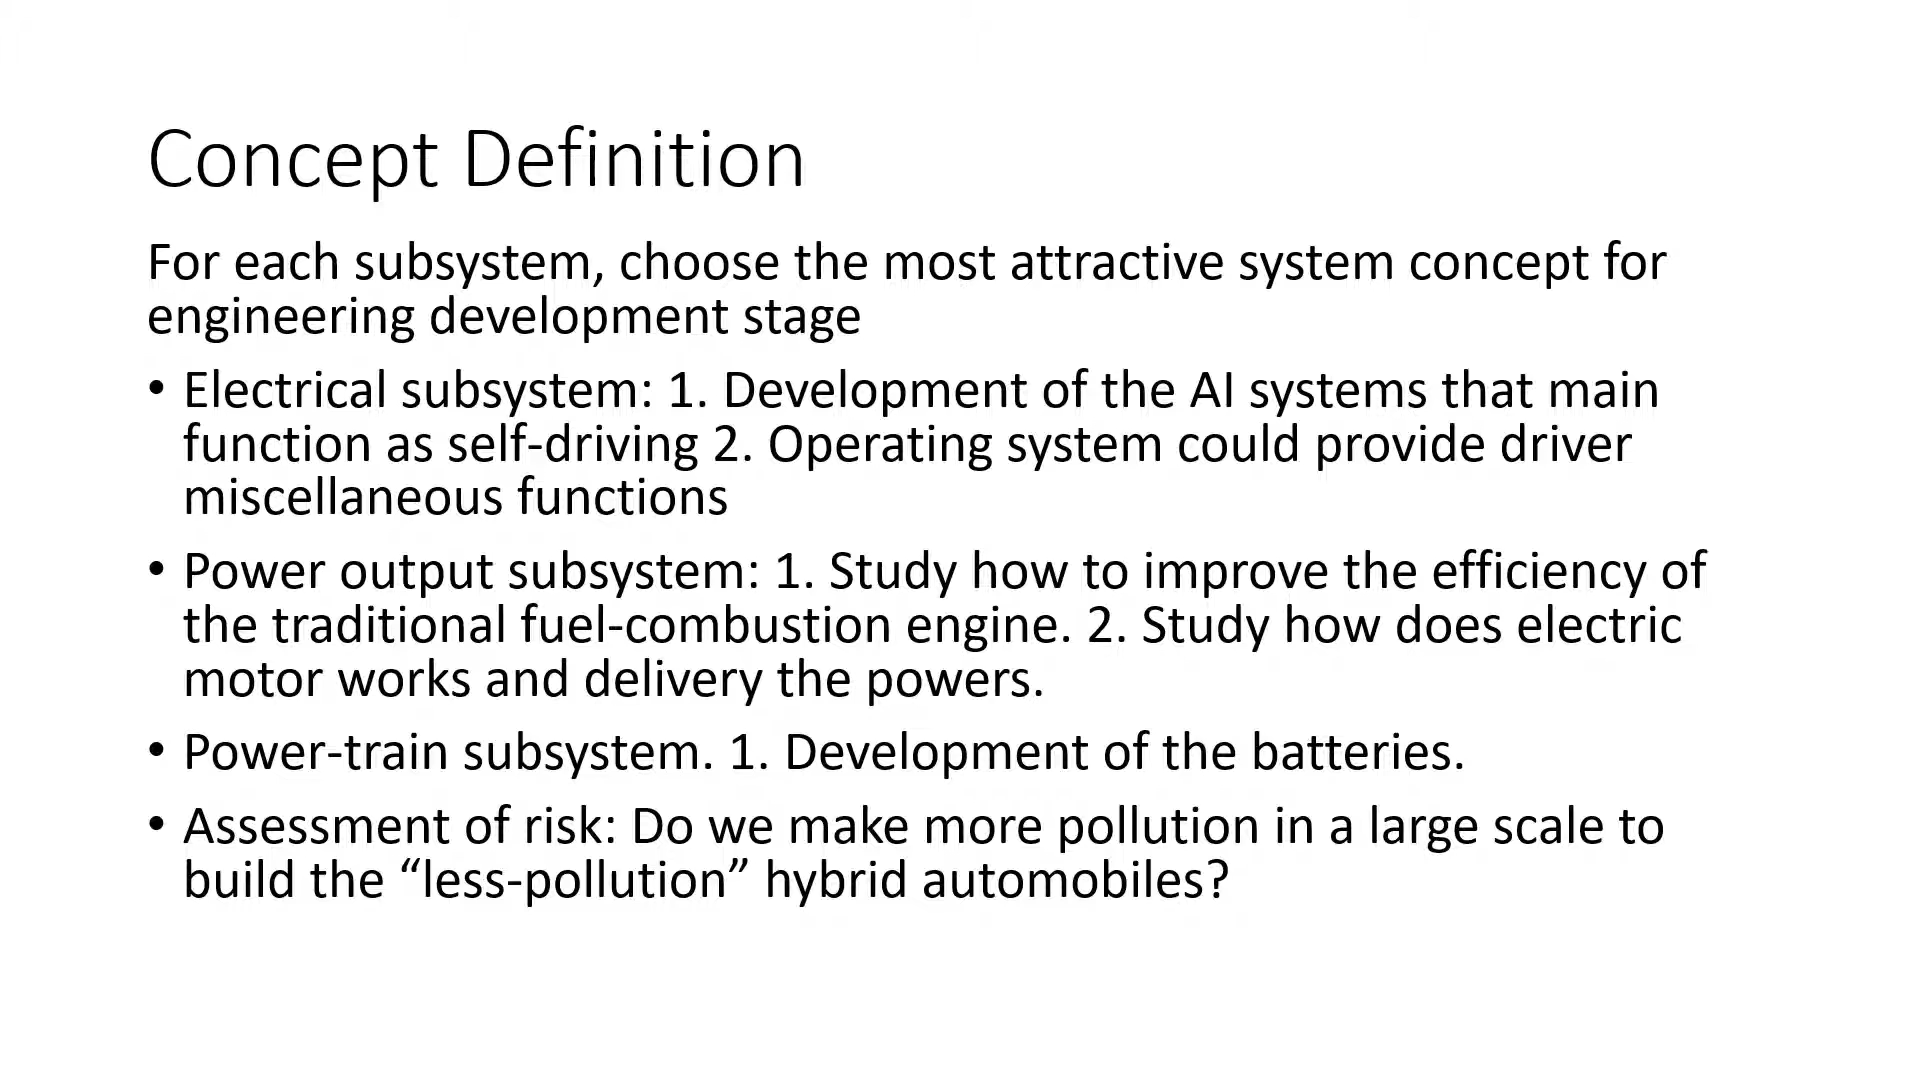 Concept Definition
For each subsystem, choose the most attractive system concept for
engineering development stage
• Electrical subsystem: 1. Development of the AI systems that main
function as self-driving 2. Operating system could provide driver
miscellaneous functions
• Power output subsystem: 1. Study how to improve the efficiency of
the traditional fuel-combustion engine. 2. Study how does electric
motor works and delivery the powers.
• Power-train subsystem. 1. Development of the batteries.
• Assessment of risk: Do we make more pollution in a large scale to
build the “less-pollution” hybrid automobiles?